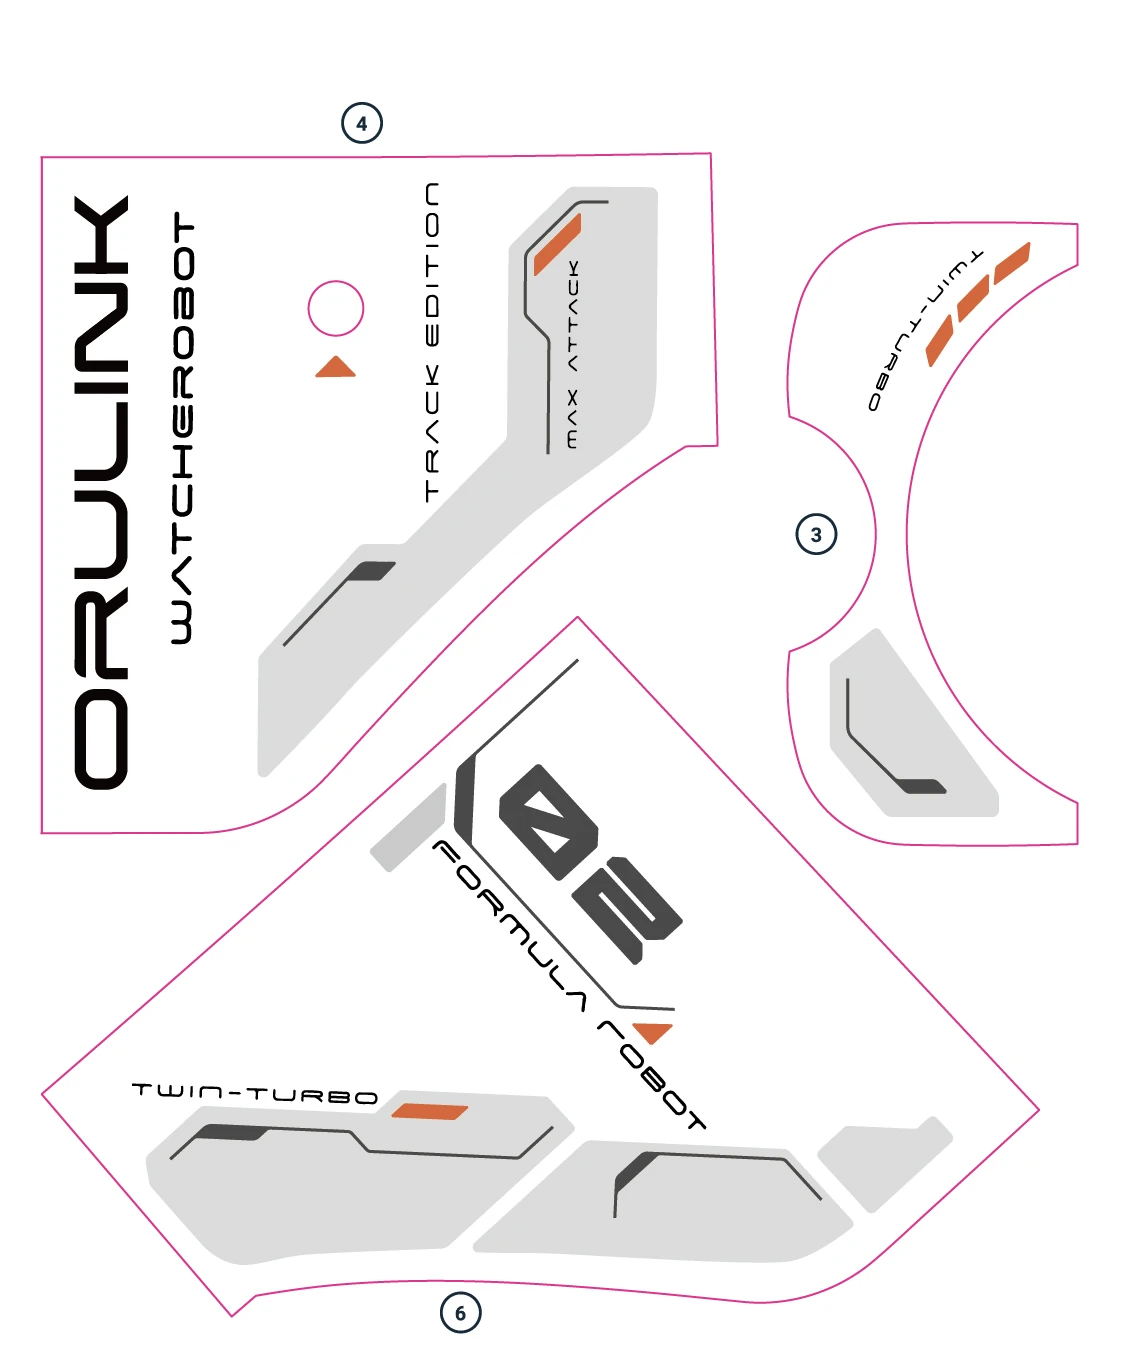 4
ORULINK
WATCHEROBOT
TRACK EDITION
MAX ATTACK
TWIN-TURBO
3
02
FORMULA ROBOT
TWIN-TURBO
6